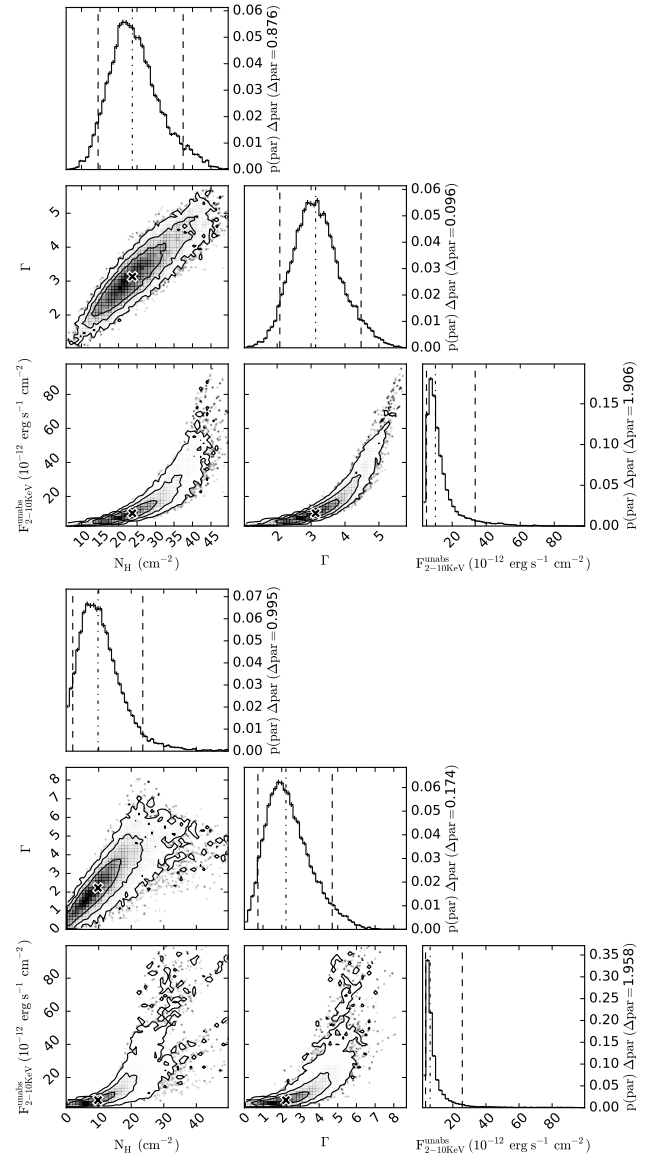 0.06
0.05
0.04
0.03
0.02
0.01
0.00
p(par) Δpar (Δpar=0.876)
5
4
3
2
Γ
0.06
0.05
0.04
0.03
0.02
0.01
0.00
p(par) Δpar (Δpar=0.096)
80
60
40
20
F^unabs_2−10KeV (10^−12 erg s^−1 cm^−2)
0.15
0.10
0.05
0.00
p(par) Δpar (Δpar=1.906)
10 15 20 25 30 35 40 45
N_H (cm^−2)
2 3 4 5
Γ
20 40 60 80
F^unabs_2−10KeV (10^−12 erg s^−1 cm^−2)
0.07
0.06
0.05
0.04
0.03
0.02
0.01
0.00
p(par) Δpar (Δpar=0.995)
8
7
6
5
4
3
2
1
0
Γ
0.06
0.05
0.04
0.03
0.02
0.01
0.00
p(par) Δpar (Δpar=0.174)
80
60
40
20
F^unabs_2−10KeV (10^−12 erg s^−1 cm^−2)
0.35
0.30
0.25
0.20
0.15
0.10
0.05
0.00
p(par) Δpar (Δpar=1.958)
0 10 20 30 40
N_H (cm^−2)
0 1 2 3 4 5 6 7 8
Γ
20 40 60 80
F^unabs_2−10KeV (10^−12 erg s^−1 cm^−2)